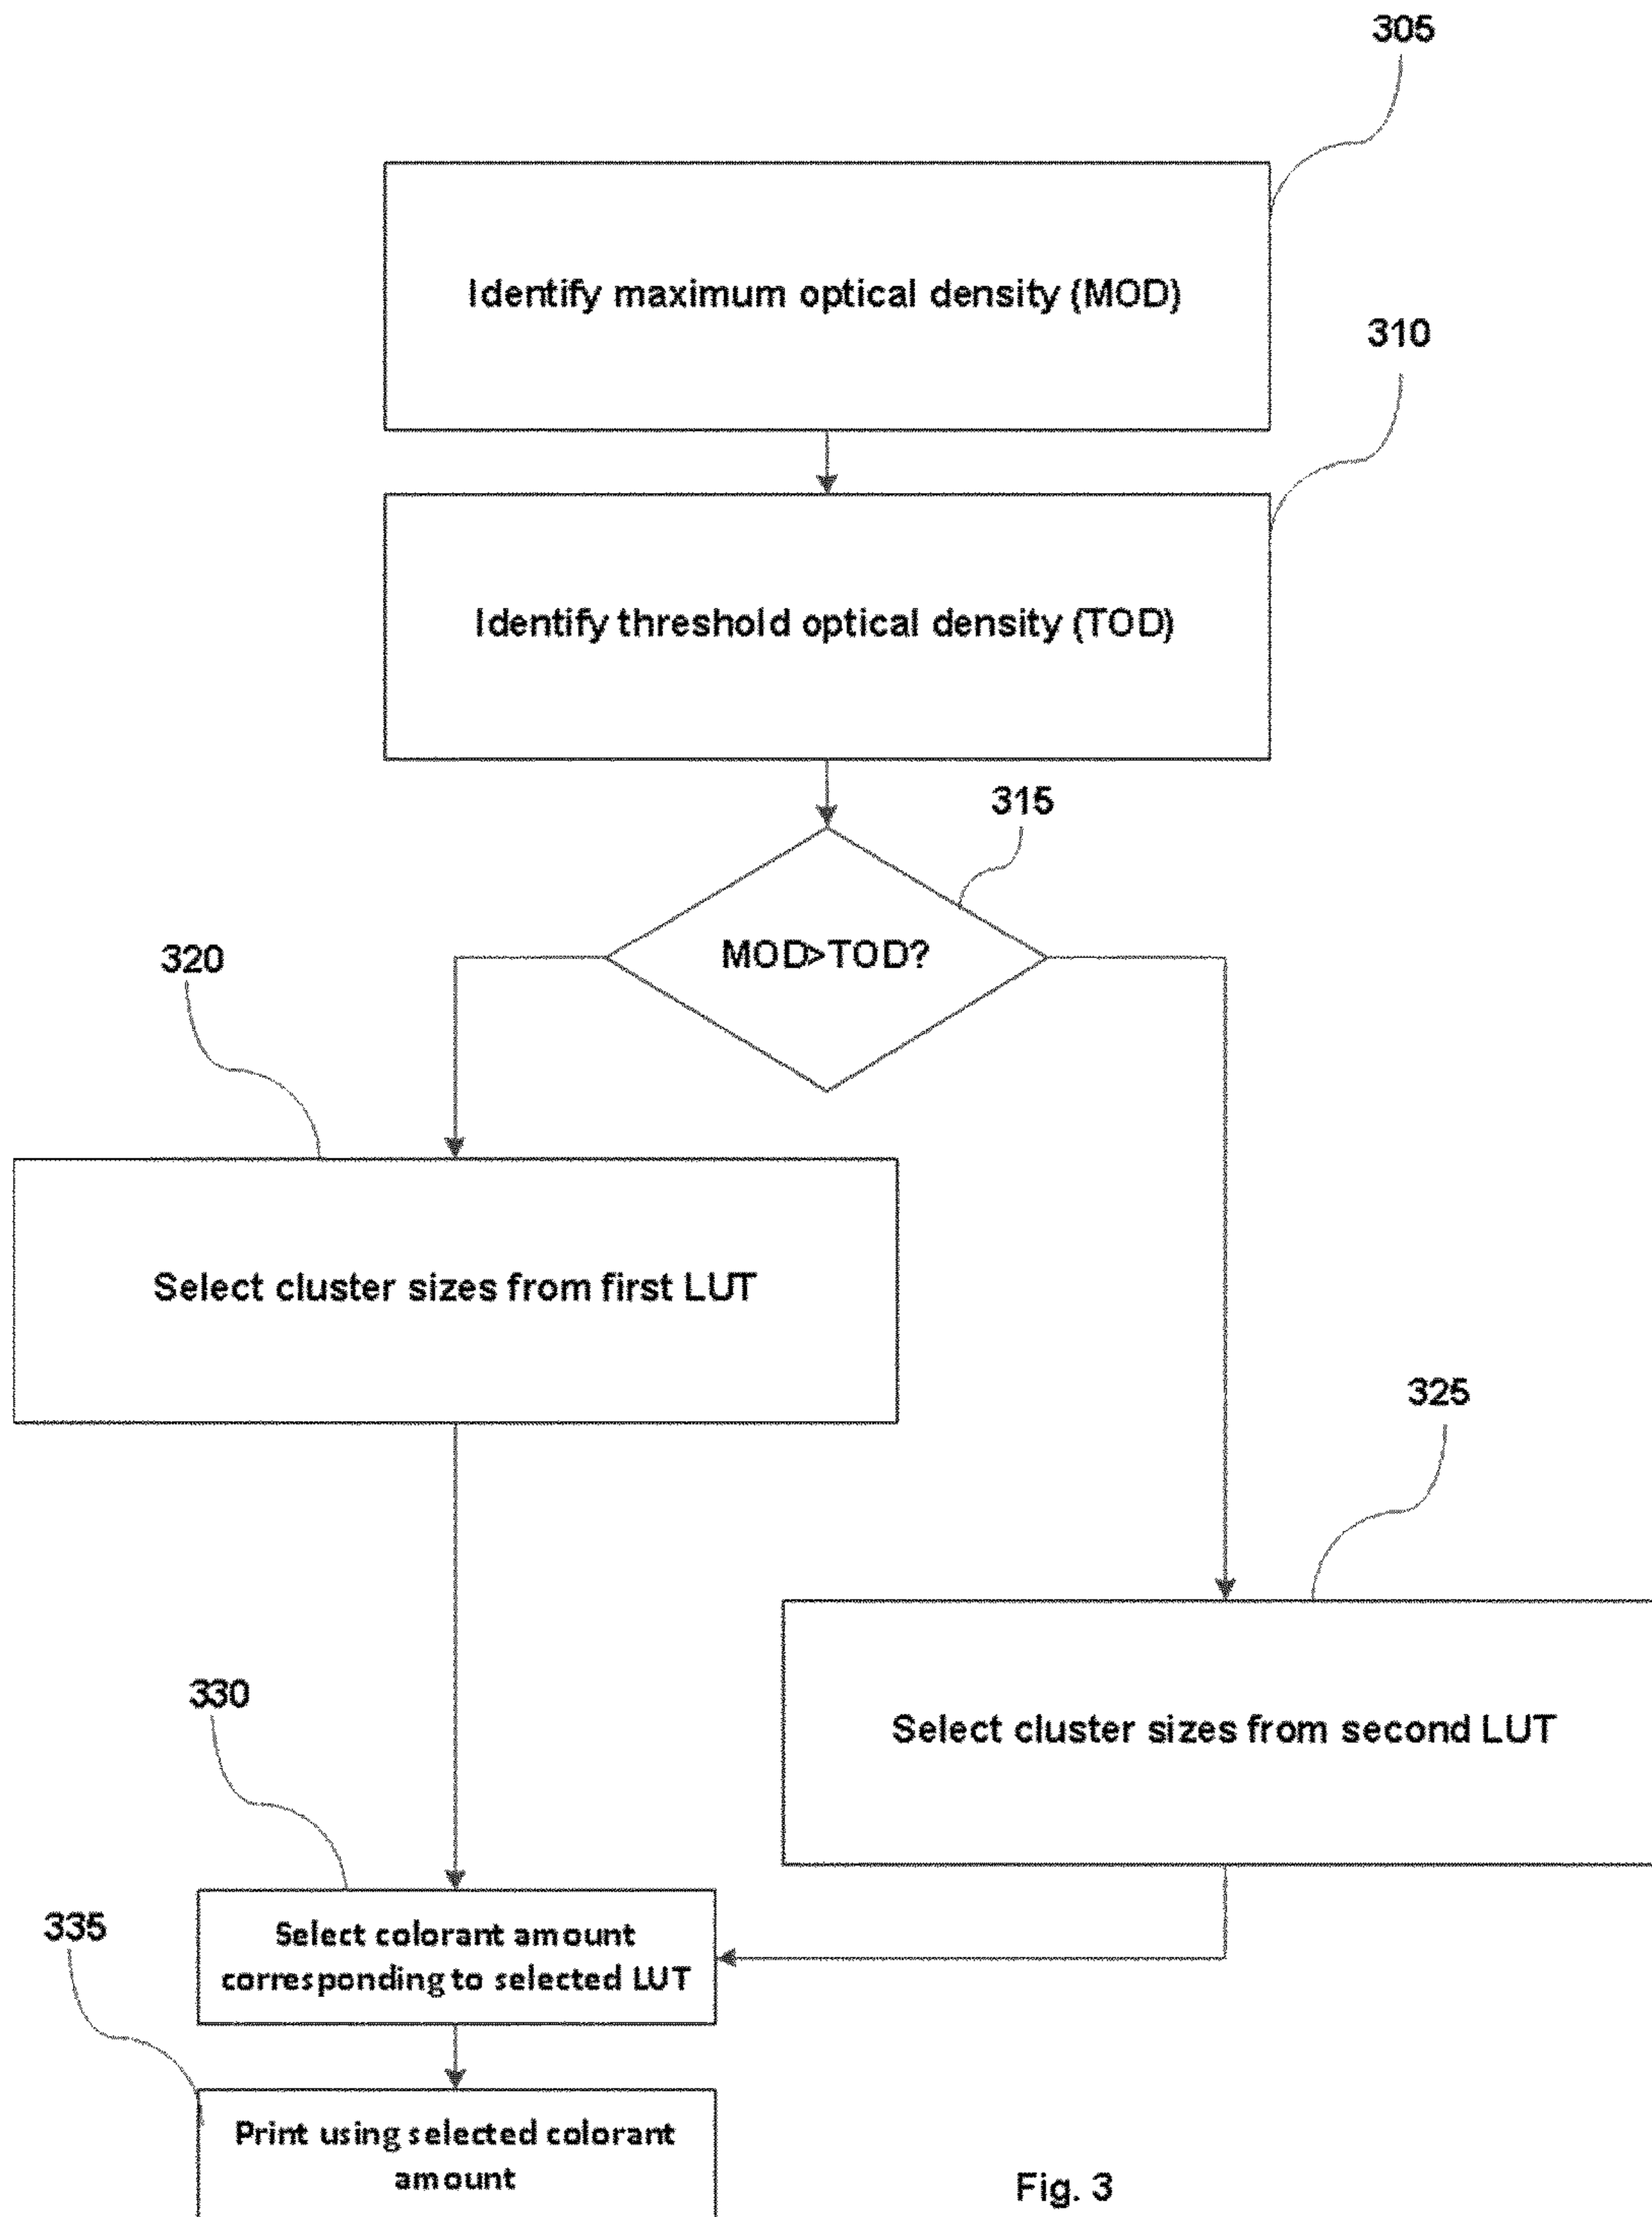 305
Identify maximum optical density (MOD)
310
Identify threshold optical density (TOD)
315
MOD>TOD?
320
Select cluster sizes from first LUT
325
Select cluster sizes from second LUT
330
Select colorant amount
corresponding to selected LUT
335
Print using selected colorant
amount
Fig. 3